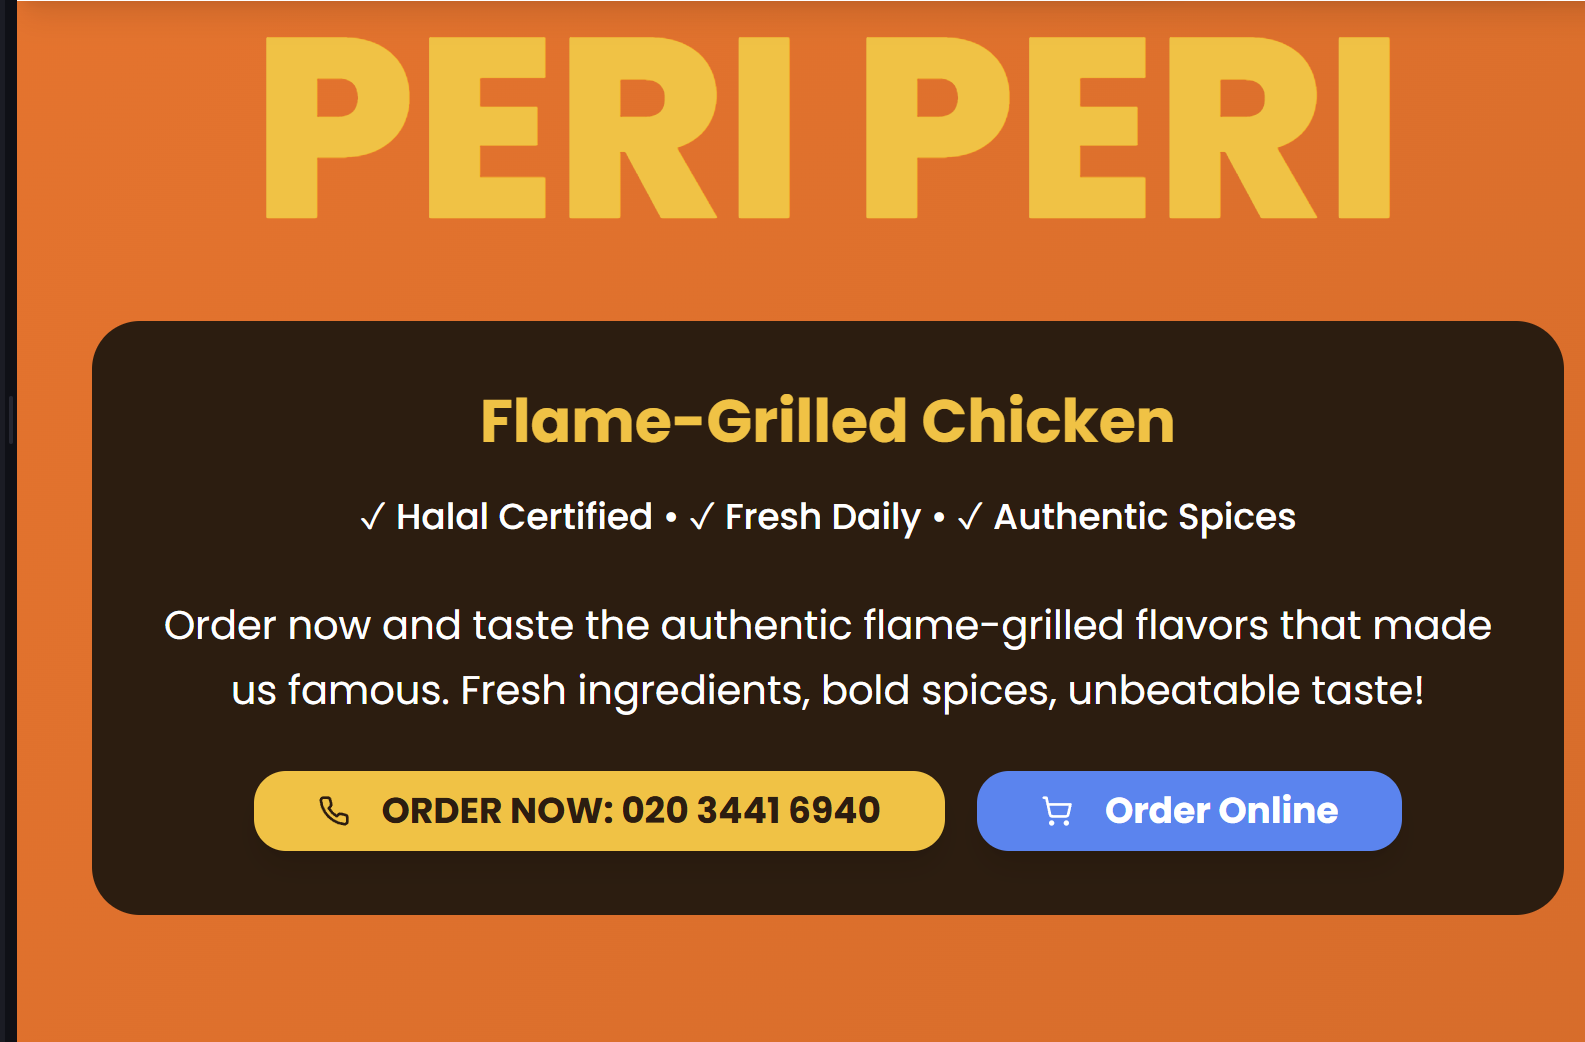 PERI PERI
Flame-Grilled Chicken
✓ Halal Certified • ✓ Fresh Daily • ✓ Authentic Spices
Order now and taste the authentic flame-grilled flavors that made
us famous. Fresh ingredients, bold spices, unbeatable taste!
ORDER NOW: 020 3441 6940
Order Online